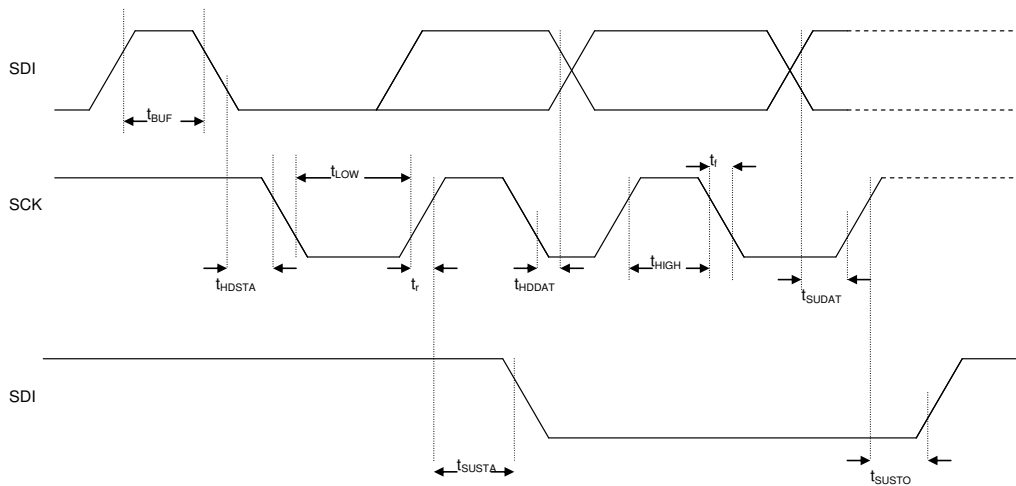 SDI
tBUF
tLOW
tf
SCK
tHDSTA
tr
tHDDAT
tHIGH
tSUDAT
SDI
tSUSTA
tSUSTO